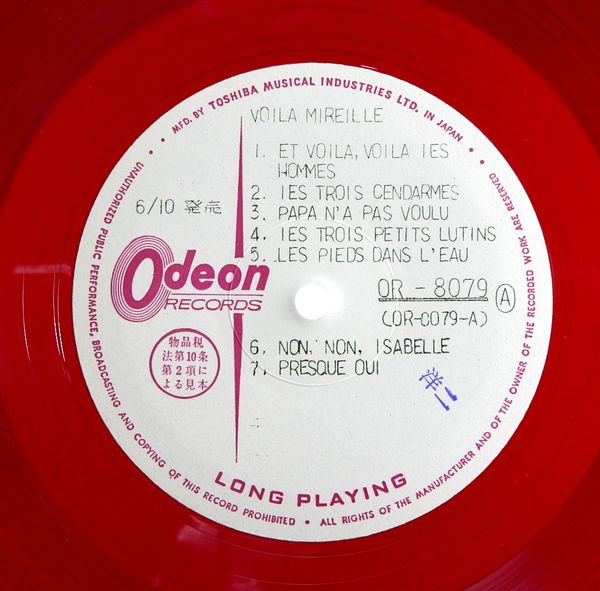 MFD. BY TOSHIBA MUSICAL INDUSTRIES LTD. IN JAPAN
VOILA MIREILLE
1. ET VOILA, VOILA IES
HOMMES
2. IES TROIS CENDARMES
3. PAPA N'A PAS VOULU
4. IES TROIS PETITS LUTINS
5. LES PIEDS DANS L'EAU
6/10 発売
Odeon
RECORDS
OR - 8079 A
(OR-8079-A)
物品税
法第10条
第2項に
よる見本
6. NON, NON, ISABELLE
7. PRESQUE OUI
洋二
LONG PLAYING
UNAUTHORIZED PUBLIC PERFORMANCE, BROADCASTING AND COPYING OF THIS RECORD PROHIBITED • ALL RIGHTS OF THE MANUFACTURER AND OF THE OWNER OF THE RECORDED WORK ARE RESERVED